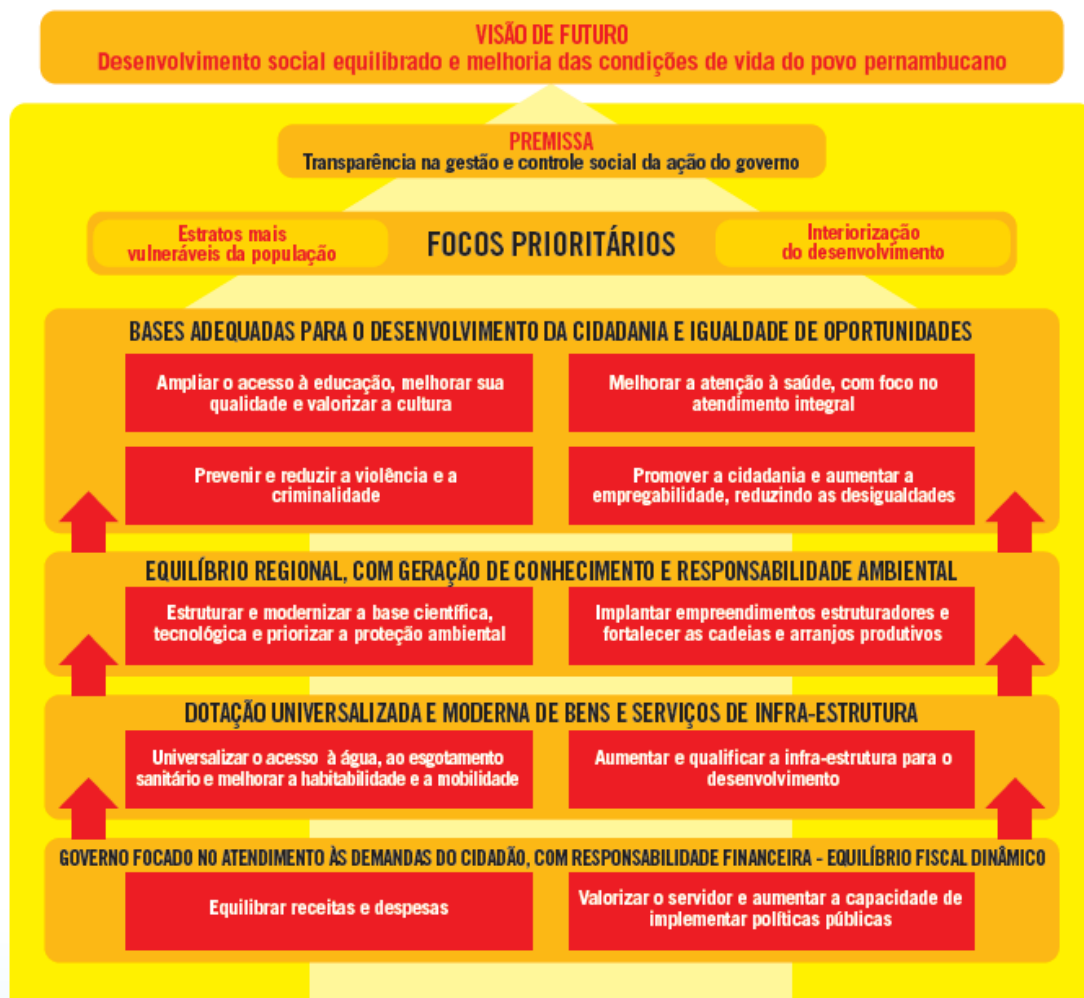 VISÃO DE FUTURO
Desenvolvimento social equilibrado e melhoria das condições de vida do povo pernambucano
PREMISSA
Transparência na gestão e controle social da ação do governo
Estratos mais
vulneráveis da população
FOCOS PRIORITÁRIOS
Interiorização
do desenvolvimento
BASES ADEQUADAS PARA O DESENVOLVIMENTO DA CIDADANIA E IGUALDADE DE OPORTUNIDADES
Ampliar o acesso à educação, melhorar sua
qualidade e valorizar a cultura
Melhorar a atenção à saúde, com foco no
atendimento integral
Prevenir e reduzir a violência e a
criminalidade
Promover a cidadania e aumentar a
empregabilidade, reduzindo as desigualdades
EQUILÍBRIO REGIONAL, COM GERAÇÃO DE CONHECIMENTO E RESPONSABILIDADE AMBIENTAL
Estruturar e modernizar a base científica,
tecnológica e priorizar a proteção ambiental
Implantar empreendimentos estruturadores e
fortalecer as cadeias e arranjos produtivos
DOTAÇÃO UNIVERSALIZADA E MODERNA DE BENS E SERVIÇOS DE INFRA-ESTRUTURA
Universalizar o acesso à água, ao esgotamento
sanitário e melhorar a habitabilidade e a mobilidade
Aumentar e qualificar a infra-estrutura para o
desenvolvimento
GOVERNO FOCADO NO ATENDIMENTO ÀS DEMANDAS DO CIDADÃO, COM RESPONSABILIDADE FINANCEIRA - EQUILÍBRIO FISCAL DINÂMICO
Equilibrar receitas e despesas
Valorizar o servidor e aumentar a capacidade de
implementar políticas públicas